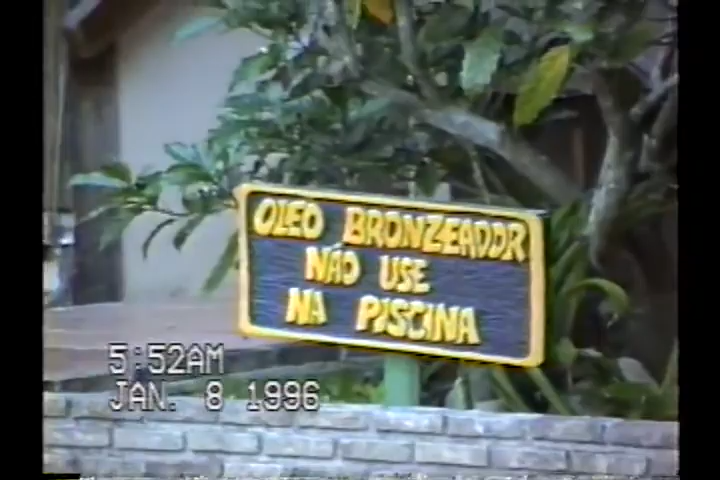 OLEO BRONZEADOR
NÃO USE
NA PISCINA
5:52AM
JAN. 8 1996